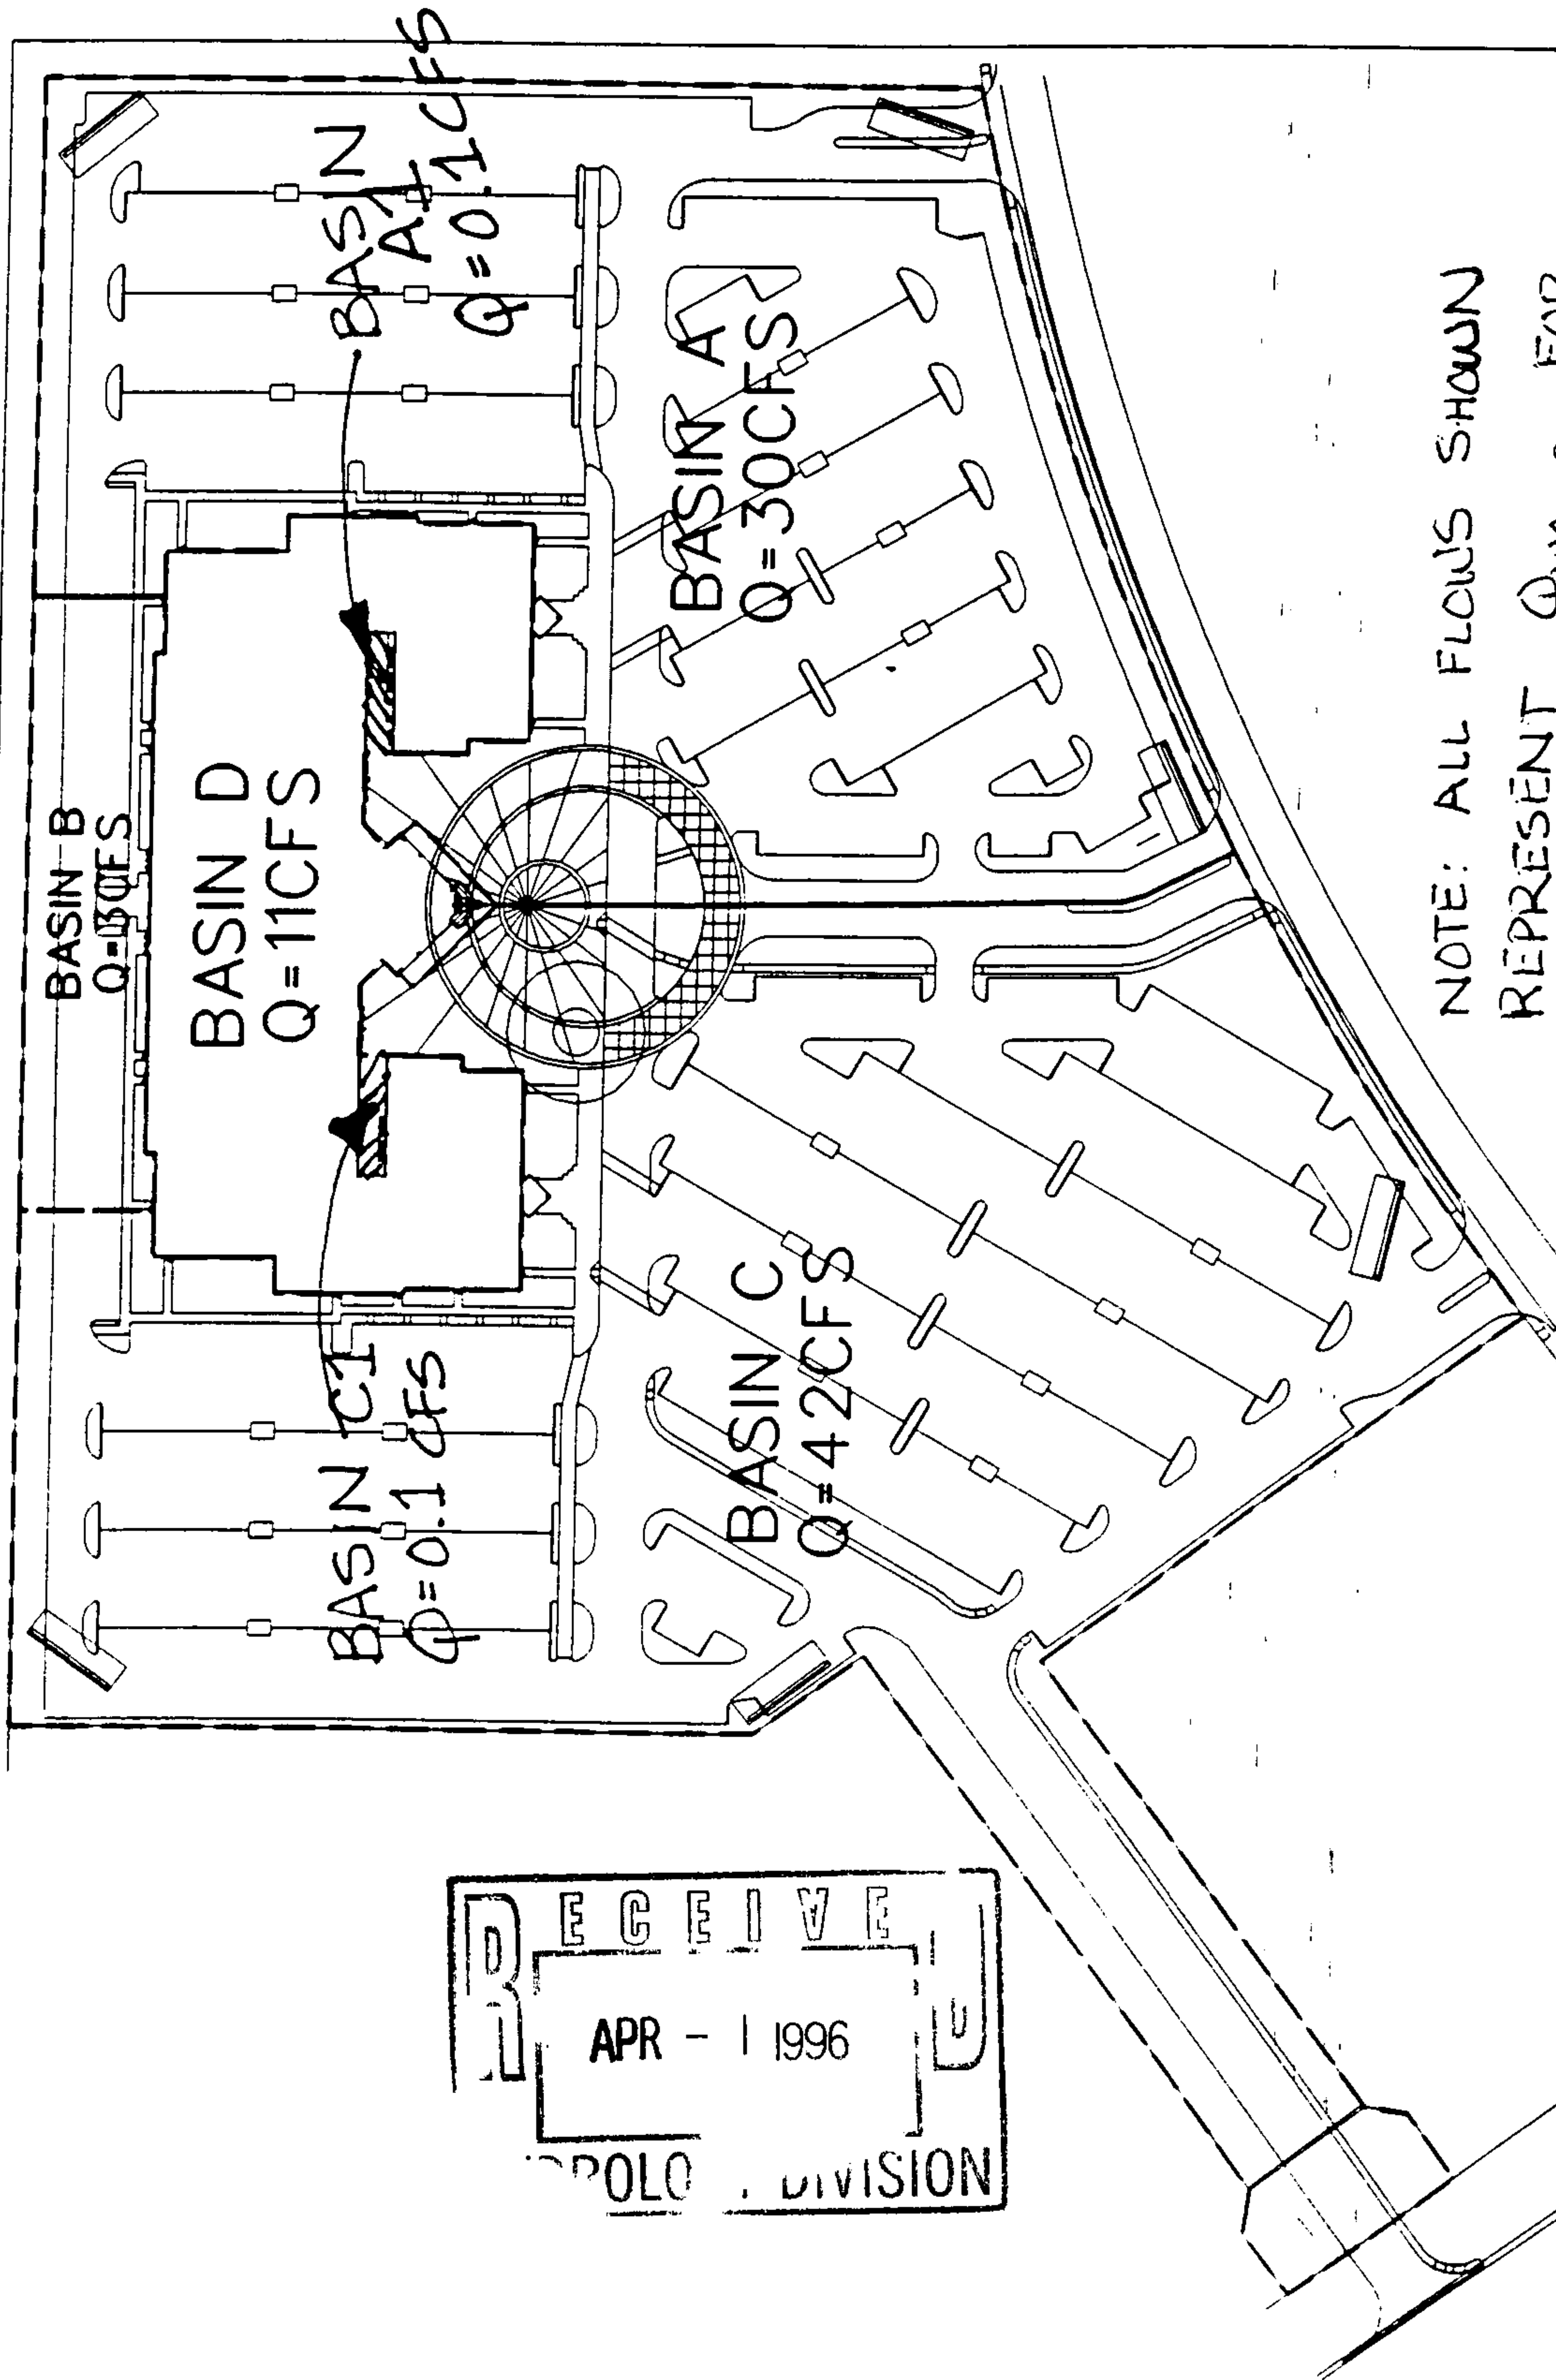 BASIN B
BASIN D
Q=11CFS
BASIN
A1
Q=0.1CFS
BASIN A
Q=30CFS
BASIN C1
Q=0.1 CFS
BASIN C
Q=42CFS
NOTE: ALL FLOWS SHOWN
REPRESENT
RECEIVED
APR - 1 1996
DIVISION